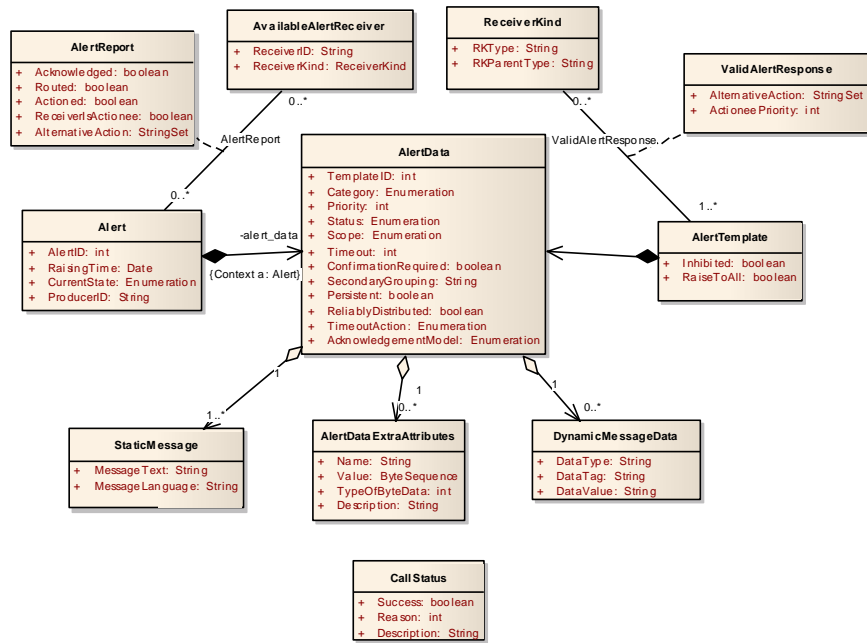 AvailableAlertReceiver
+ ReceiverID: String
+ ReceiverKind: ReceiverKind
ReceiverKind
+ RKType: String
+ RKParentType: String
AlertReport
+ Acknowledged: boolean
+ Routed: boolean
+ Actioned: boolean
+ ReceiverIsActionee: boolean
+ AlternativeAction: StringSet
ValidAlertResponse
+ AlternativeAction: StringSet
+ ActioneePriority: int
0..*
0..*
AlertReport
ValidAlertResponse
0..*
1..*
AlertData
+ TemplateID: int
+ Category: Enumeration
+ Priority: int
+ Status: Enumeration
+ Scope: Enumeration
+ Timeout: int
+ ConfirmationRequired: boolean
+ SecondaryGrouping: String
+ Persistent: boolean
+ ReliablyDistributed: boolean
+ TimeoutAction: Enumeration
+ AcknowledgementModel: Enumeration
Alert
+ AlertID: int
+ RaisingTime: Date
+ CurrentState: Enumeration
+ ProducerID: String
-alert_data
{Context a: Alert}
AlertTemplate
+ Inhibited: boolean
+ RaiseToAll: boolean
1
1..*
1
0..*
1
0..*
StaticMessage
+ MessageText: String
+ MessageLanguage: String
AlertDataExtraAttributes
+ Name: String
+ Value: ByteSequence
+ TypeOfByteData: int
+ Description: String
DynamicMessageData
+ DataType: String
+ DataTag: String
+ DataValue: String
CallStatus
+ Success: boolean
+ Reason: int
+ Description: String